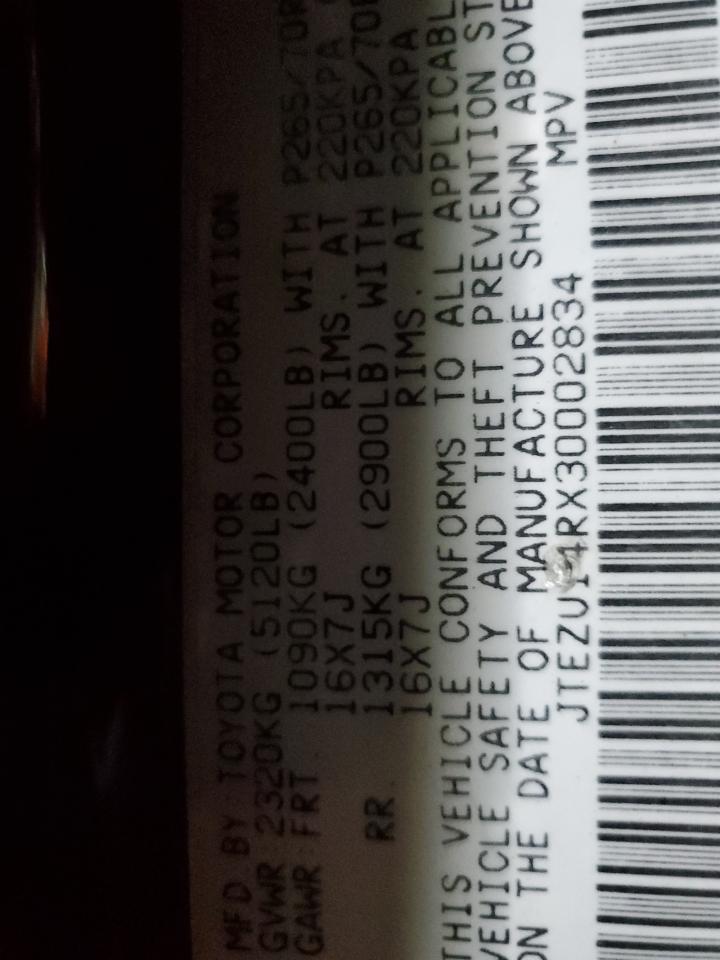 MFD BY: TOYOTA MOTOR CORPORATION
GVWR 2320KG (5120LB)
GAWR FRT. 1090KG (2400LB) WITH P265/70R
16X7J RIMS. AT 220KPA
RR. 1315KG (2900LB) WITH P265/70R
16X7J RIMS. AT 220KPA
THIS VEHICLE CONFORMS TO ALL APPLICABL
VEHICLE SAFETY AND THEFT PREVENTION ST
ON THE DATE OF MANUFACTURE SHOWN ABOVE
MPV